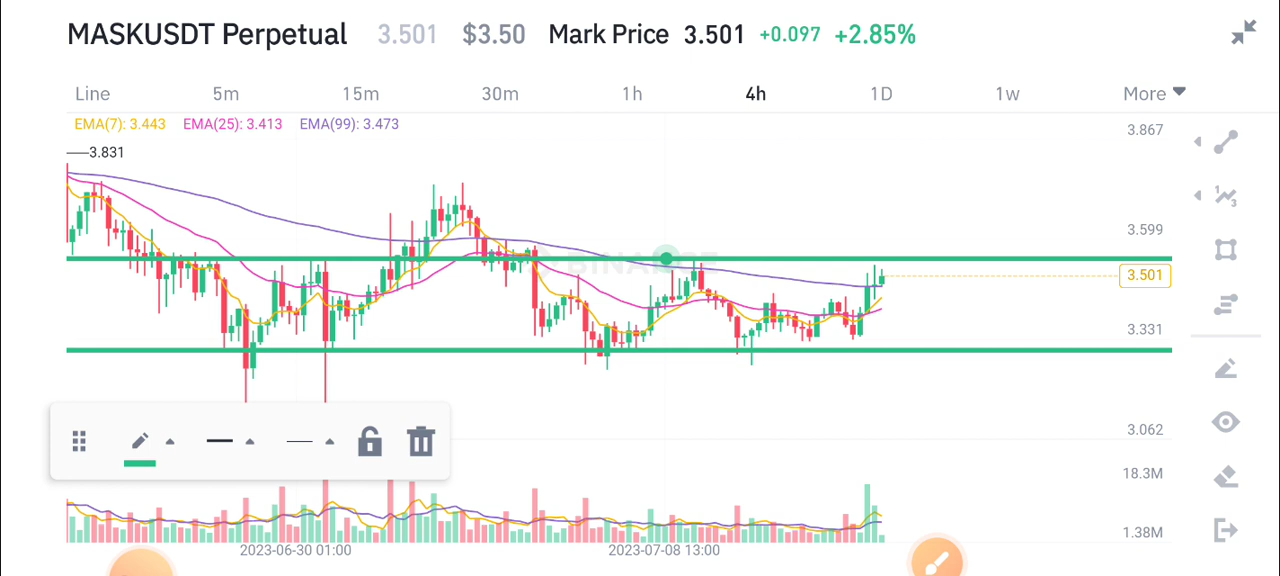 MASKUSDT Perpetual 3.501 $3.50 Mark Price 3.501 +0.097 +2.85%
Line 5m 15m 30m 1h 4h 1D 1w More
EMA(7): 3.443 EMA(25): 3.413 EMA(99): 3.473
3.867
3.831
3.599
3.501
3.331
3.062
18.3M
1.38M
2023-06-30 01:00 2023-07-08 13:00